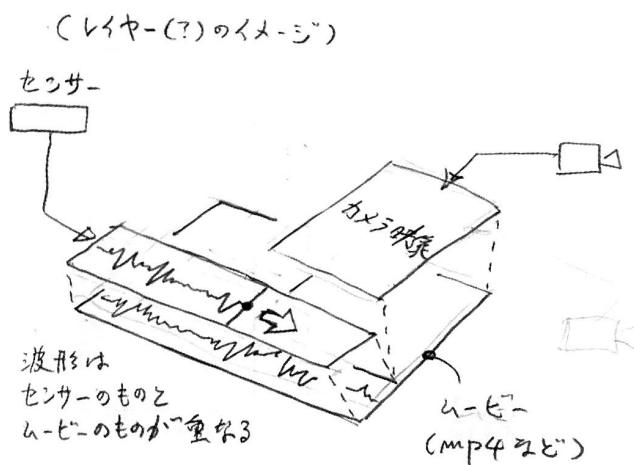 (レイヤー(?)のイメージ)
センサー
カメラ映像
波形は
センサーのものと
ムービーのものが重なる
ムービー
(mp4など)